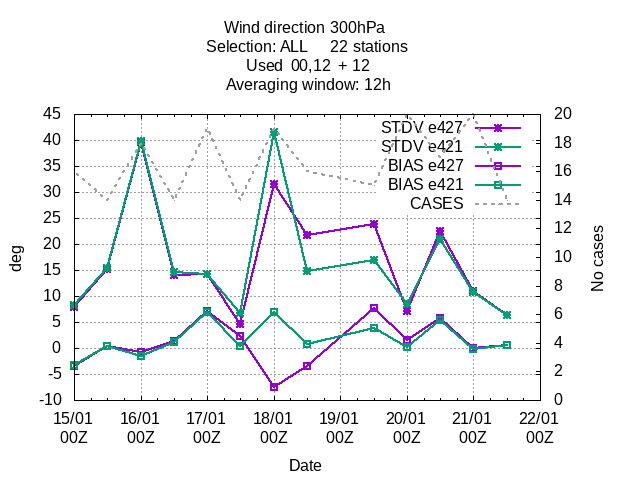 Wind direction 300hPa
Selection: ALL 22 stations
Used 00,12 + 12
Averaging window: 12h
45
40
35
30
25
20
15
10
5
0
-5
-10
deg
STDV e427
STDV e421
BIAS e427
BIAS e421
CASES
20
18
16
14
12
10
8
6
4
2
0
No cases
15/01 16/01 17/01 18/01 19/01 20/01 21/01 22/01
00Z 00Z 00Z 00Z 00Z 00Z 00Z 00Z
Date